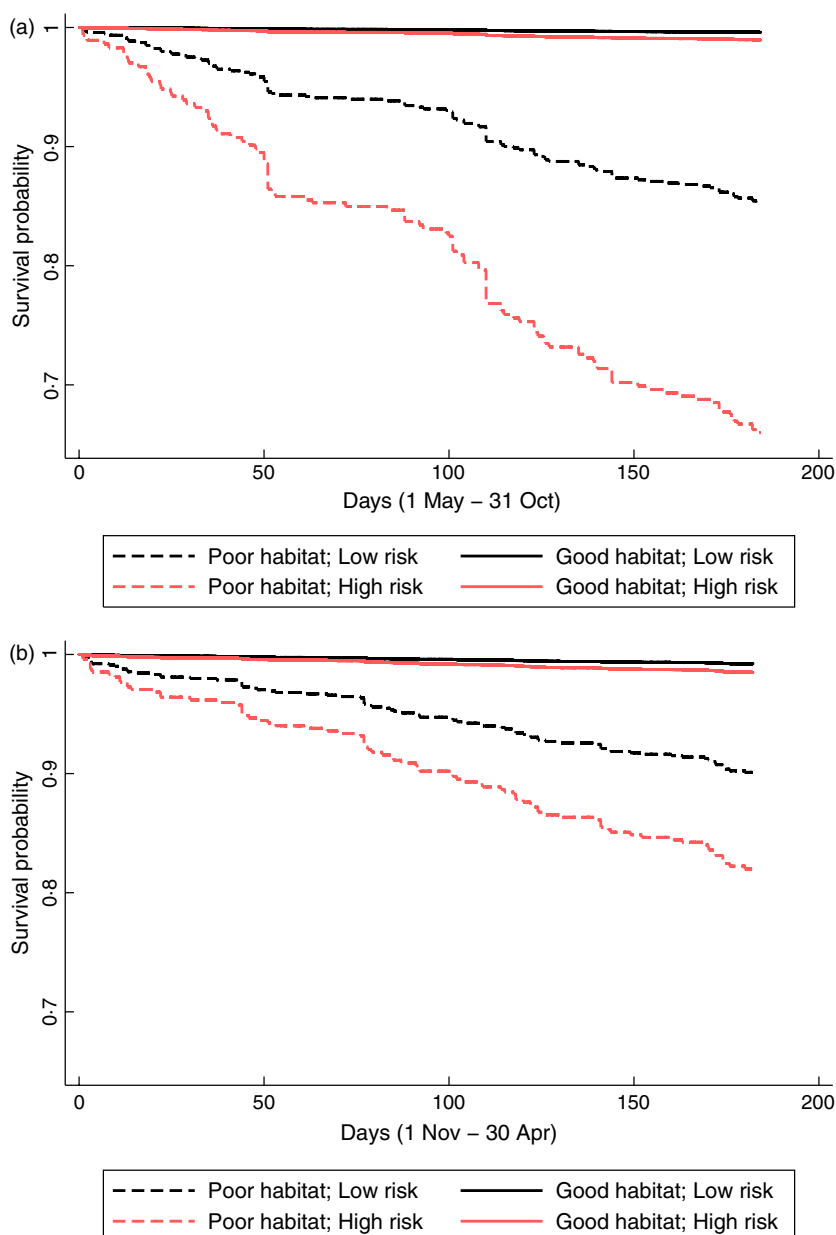 (a)
1
0·9
0·8
0·7
Survival probability
0 50 100 150 200
Days (1 May – 31 Oct)
Poor habitat; Low risk Good habitat; Low risk
Poor habitat; High risk Good habitat; High risk
(b)
1
0·9
0·8
0·7
Survival probability
0 50 100 150 200
Days (1 Nov – 30 Apr)
Poor habitat; Low risk Good habitat; Low risk
Poor habitat; High risk Good habitat; High risk